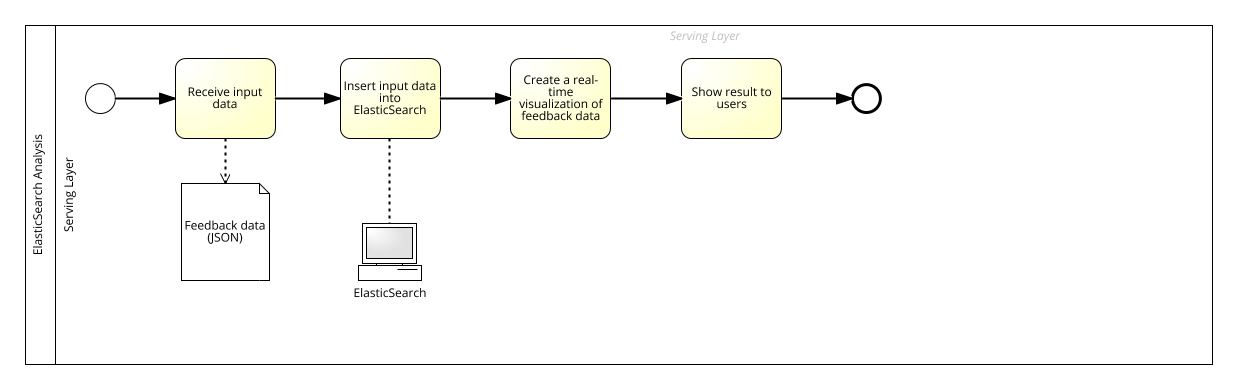 Serving Layer
ElasticSearch Analysis
Serving Layer
Receive input
data
Insert input data
into
ElasticSearch
Create a real-
time
visualization of
feedback data
Show result to
users
Feedback data
(JSON)
ElasticSearch